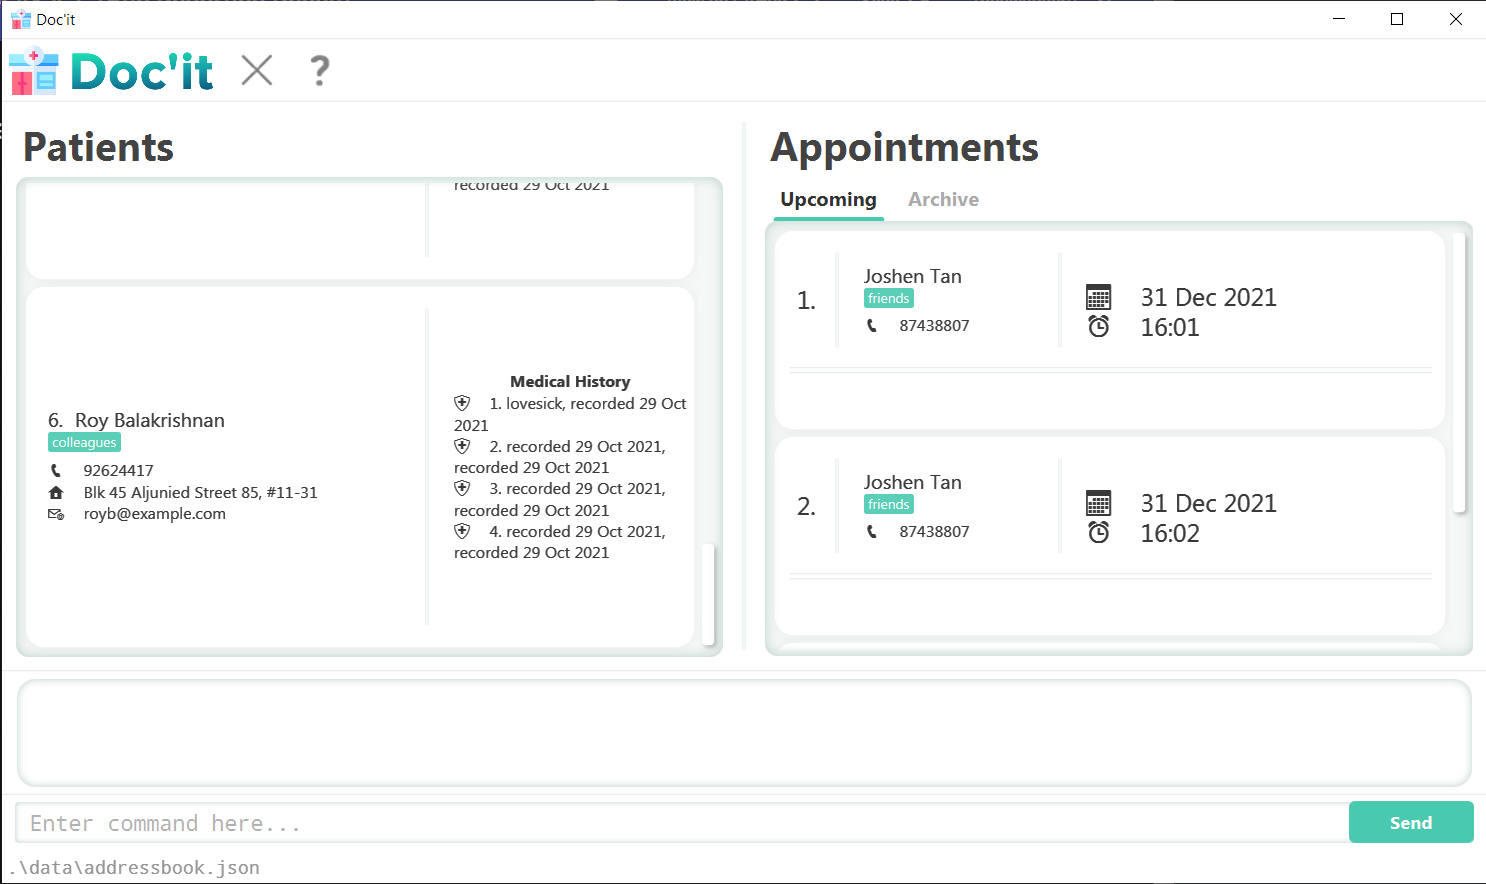 Doc'it
Doc'it
?
Patients
recorded 29 Oct 2021
6. Roy Balakrishnan
colleagues
92624417
Blk 45 Aljunied Street 85, #11-31
royb@example.com
Medical History
1. lovesick, recorded 29 Oct
2021
2. recorded 29 Oct 2021,
recorded 29 Oct 2021
3. recorded 29 Oct 2021,
recorded 29 Oct 2021
4. recorded 29 Oct 2021,
recorded 29 Oct 2021
Appointments
Upcoming Archive
1.
Joshen Tan
friends
87438807
31 Dec 2021
16:01
2.
Joshen Tan
friends
87438807
31 Dec 2021
16:02
Enter command here...
Send
.\data\addressbook.json